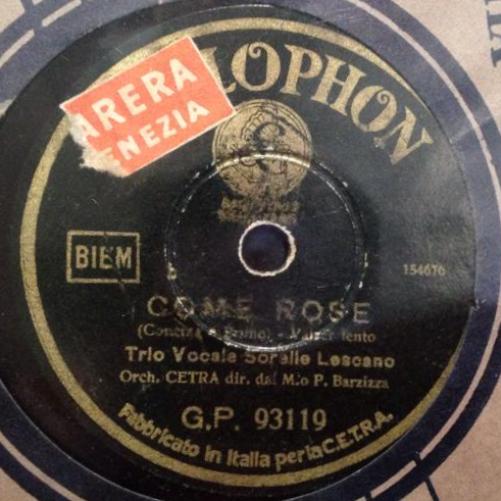 ARERA
ENEZIA
LOPHON
BIEM
154676
COME ROSE
Valzer lento
Trio Vocale Sorelle Lescano
Orch. CETRA dir. dal M.o P. Barzizza
G.P. 93119
Fabbricato in Italia per la C.E.T.R.A.